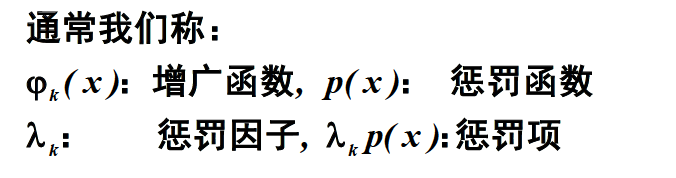 通常我们称：
φk(x)：增广函数, p(x)： 惩罚函数
λk： 惩罚因子, λk p(x)：惩罚项